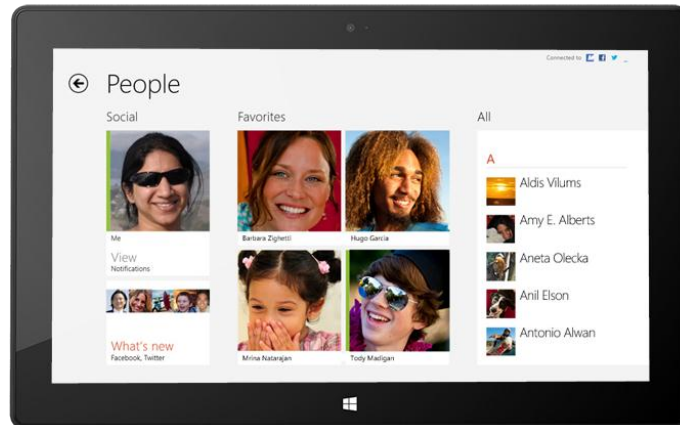 Connected to
People
Social
Favorites
All
Me
View
Notifications
What's new
Facebook, Twitter
Barbara Zighetti
Hugo Garcia
Mrina Natarajan
Tody Madigan
A
Aldis Vilums
Amy E. Alberts
Aneta Olecka
Anil Elson
Antonio Alwan